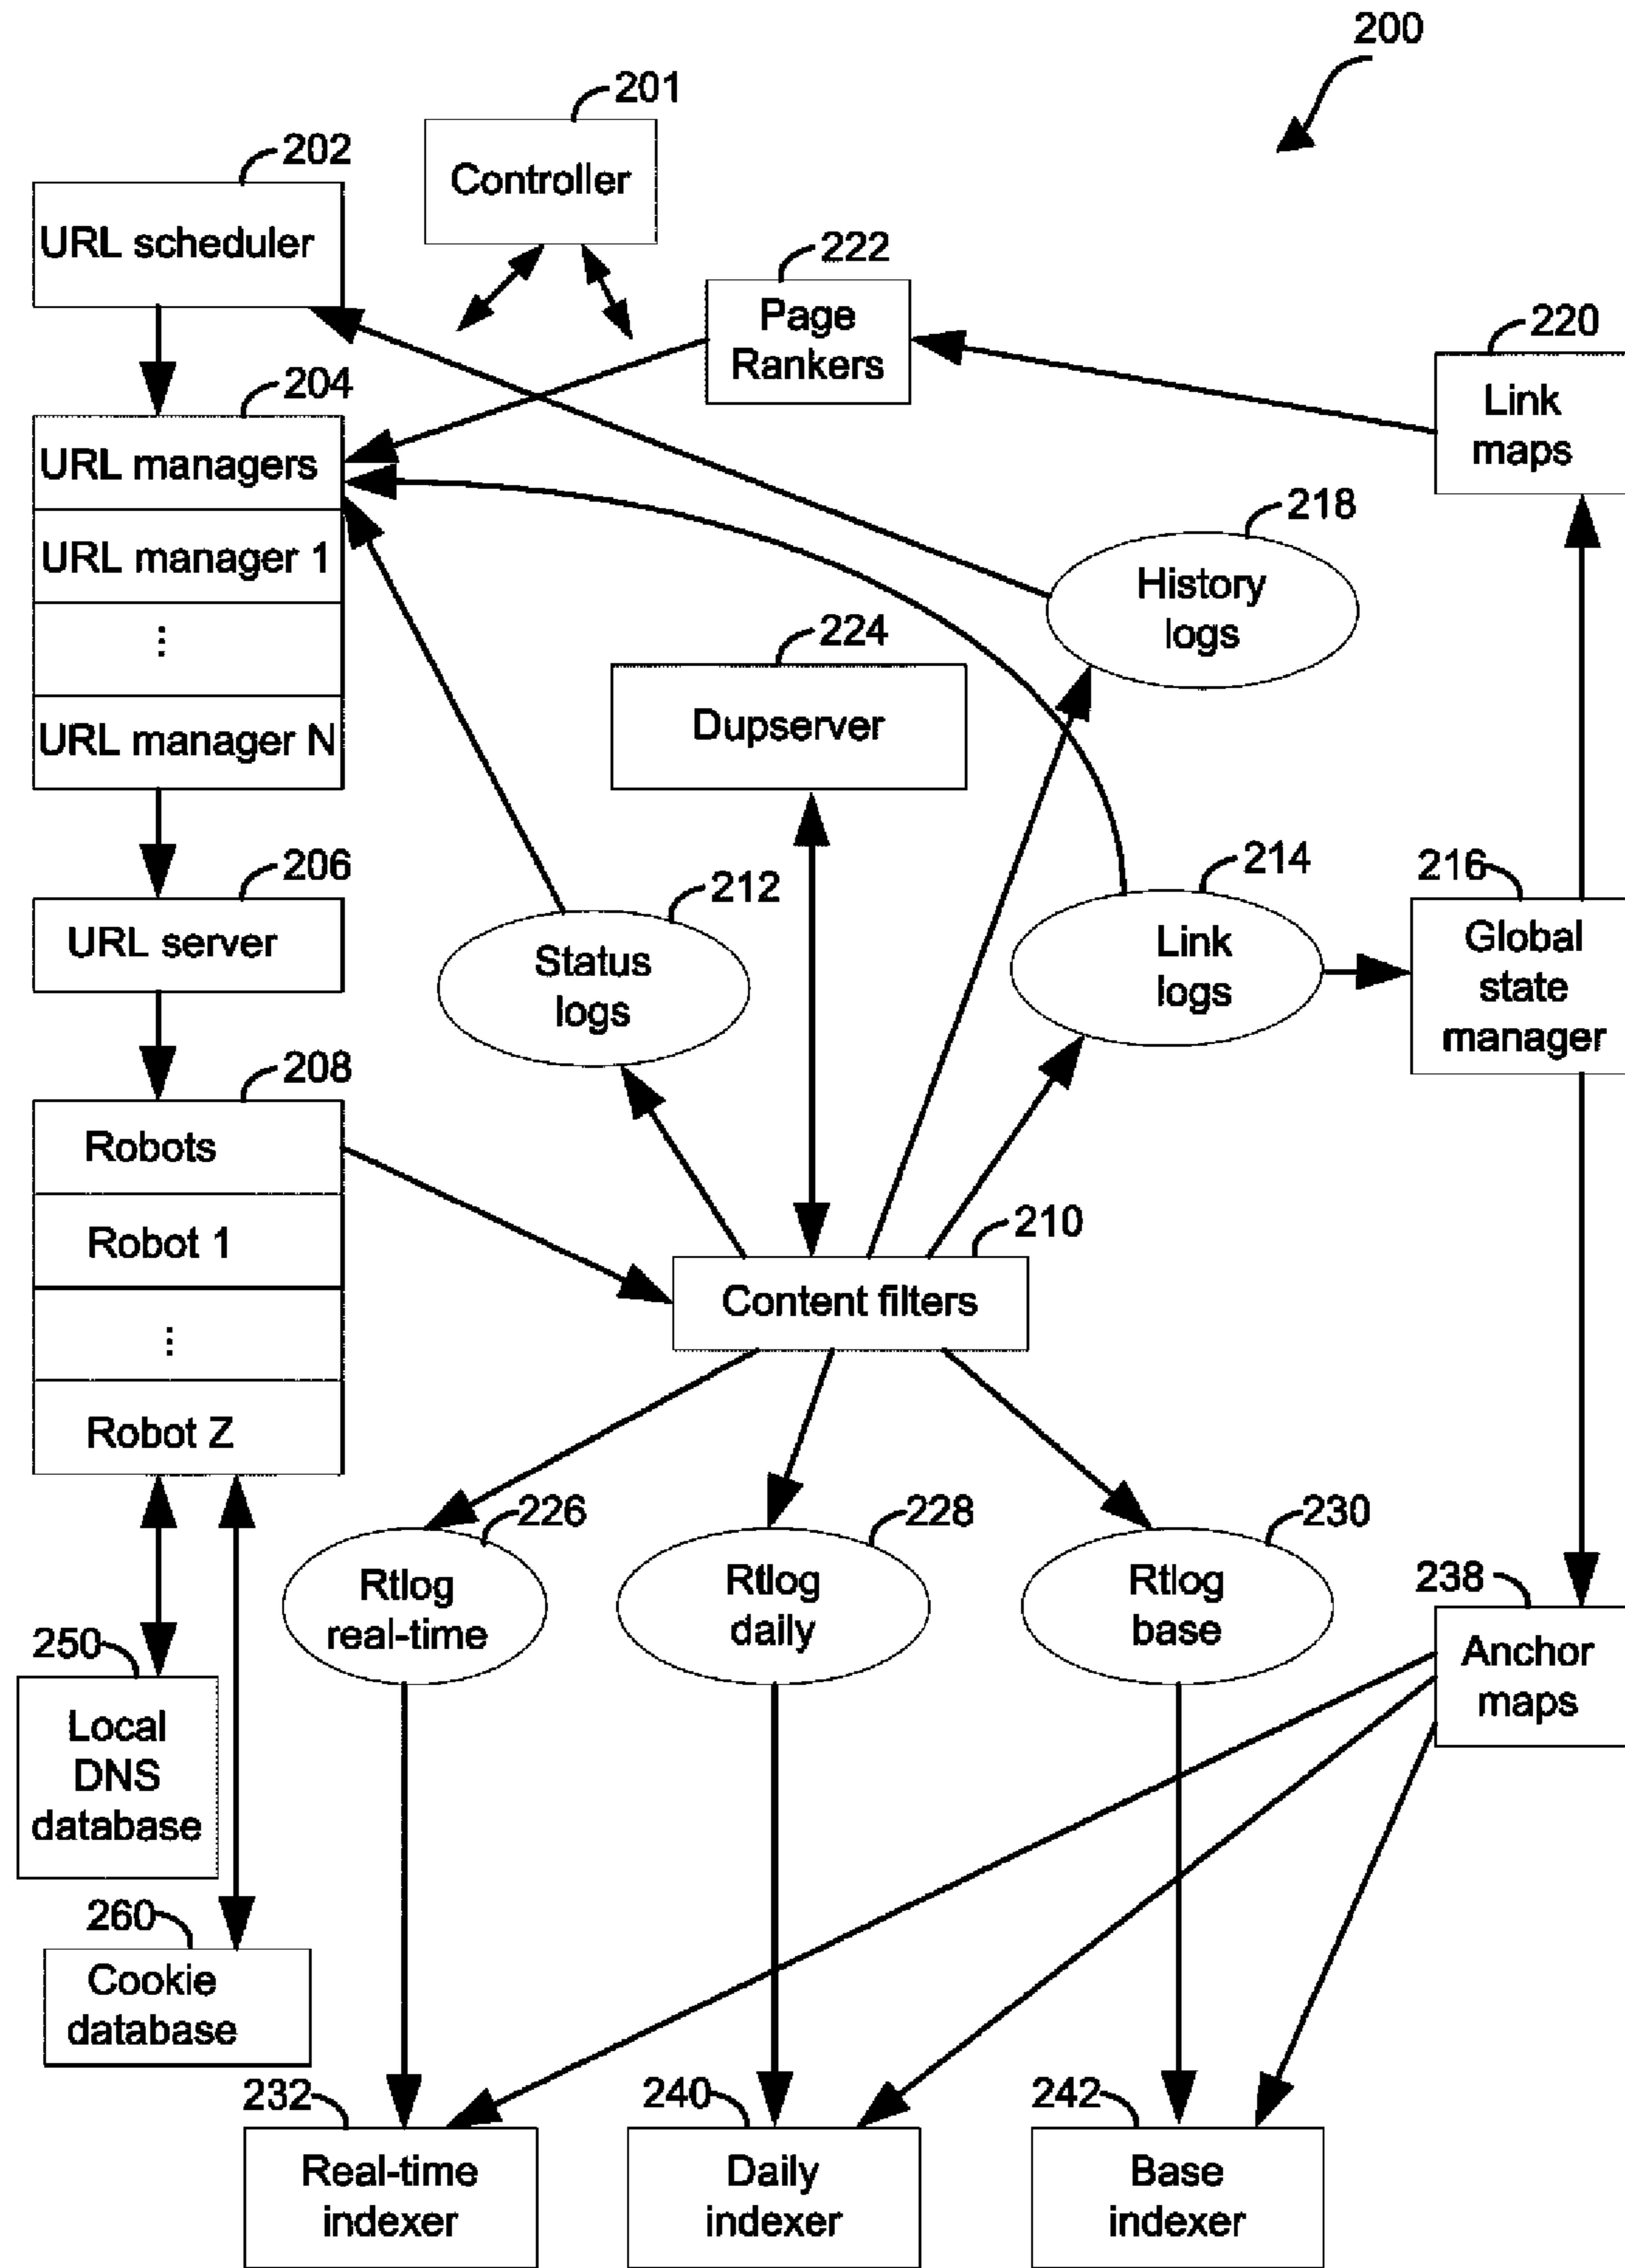 200
201
Controller
202
URL scheduler
222
Page
Rankers
220
Link
maps
204
URL managers
URL manager 1
...
URL manager N
218
History
logs
224
Dupserver
206
URL server
212
Status
logs
214
Link
logs
216
Global
state
manager
208
Robots
Robot 1
...
Robot Z
210
Content filters
226
Rtlog
real-time
228
Rtlog
daily
230
Rtlog
base
238
Anchor
maps
250
Local
DNS
database
260
Cookie
database
232
Real-time
indexer
240
Daily
indexer
242
Base
indexer